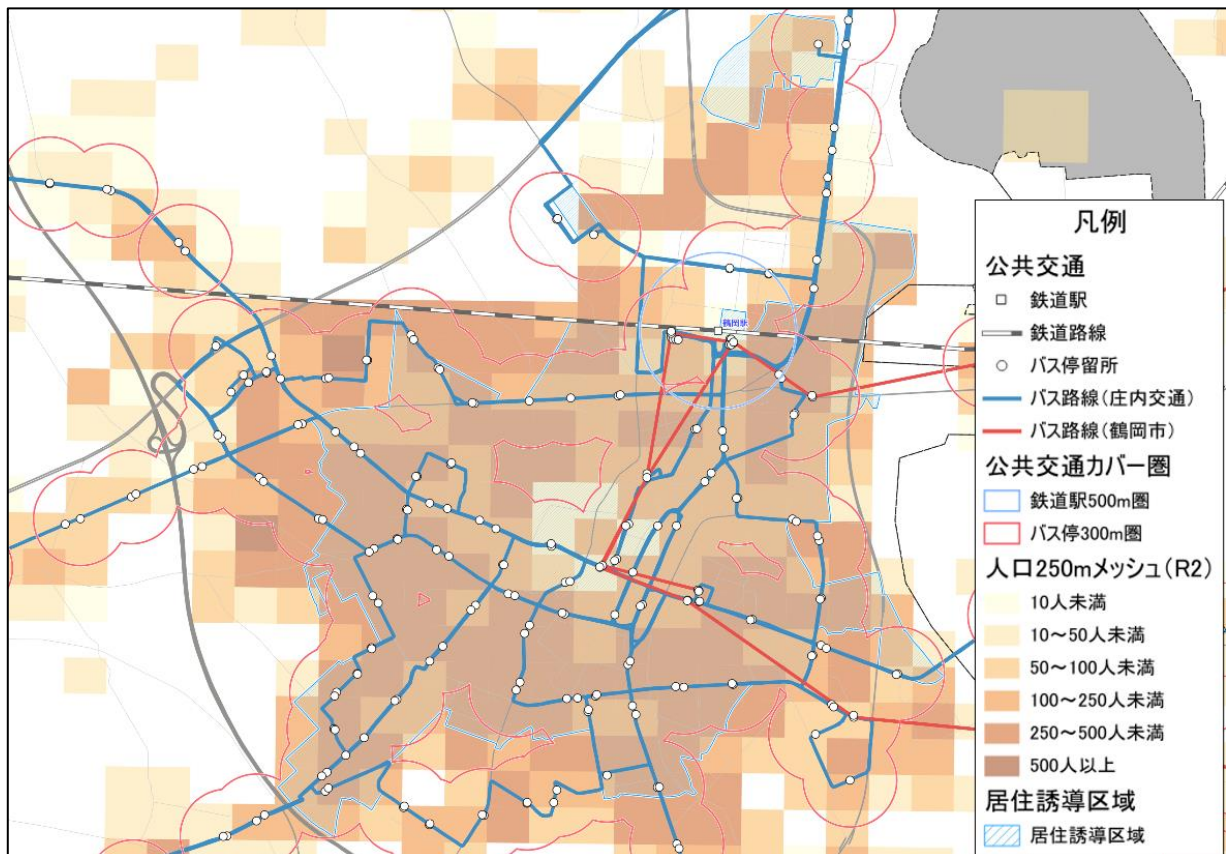 鶴岡駅
凡例
公共交通
鉄道駅
鉄道路線
バス停留所
バス路線(庄内交通)
バス路線(鶴岡市)
公共交通カバー圏
鉄道駅500m圏
バス停300m圏
人口250mメッシュ(R2)
10人未満
10~50人未満
50~100人未満
100~250人未満
250~500人未満
500人以上
居住誘導区域
居住誘導区域